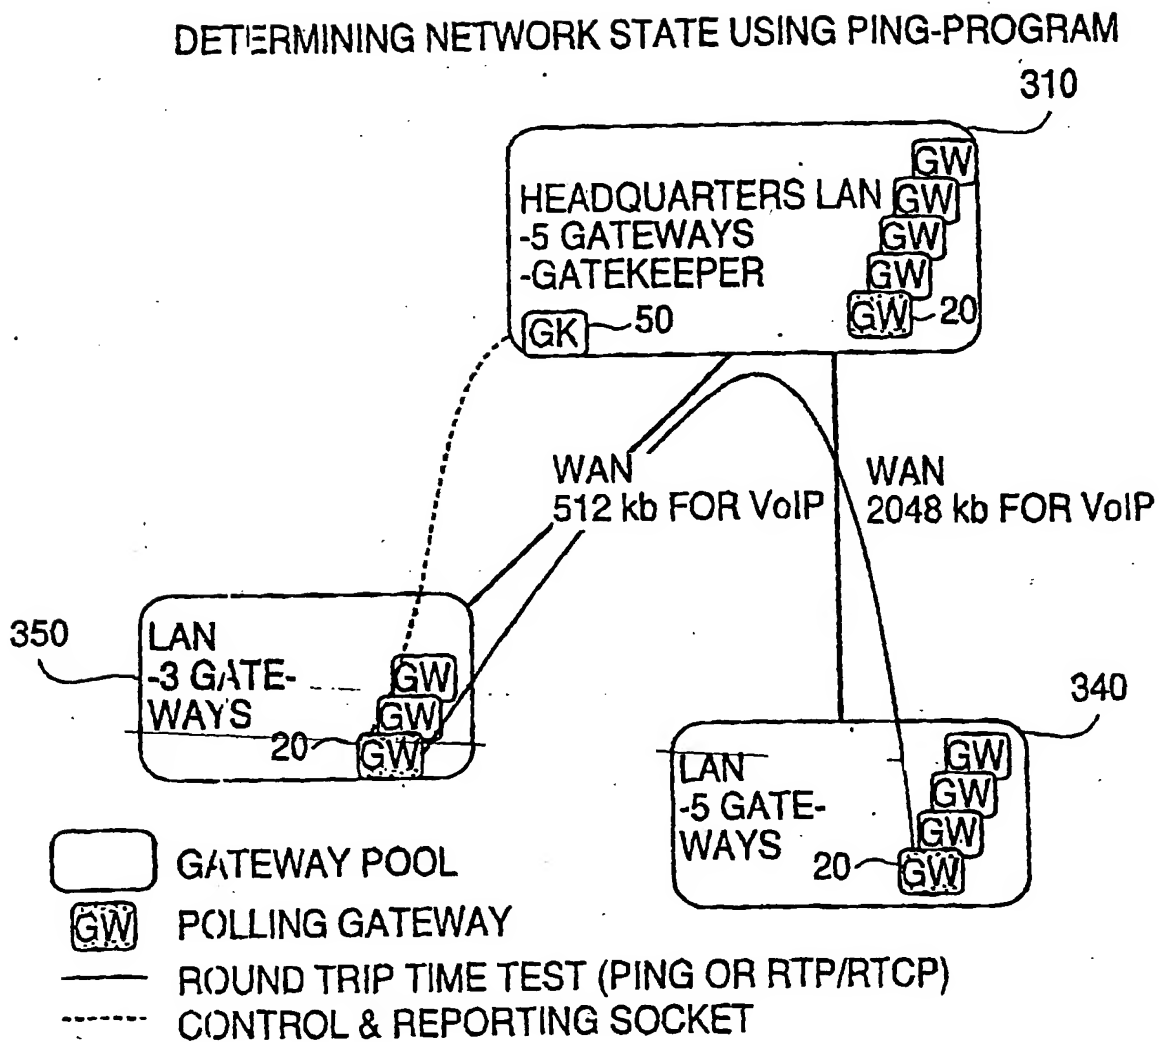 DETERMINING NETWORK STATE USING PING-PROGRAM
310
GW
HEADQUARTERS LAN GW
-5 GATEWAYS GW
-GATEKEEPER GW
GK 50 GW 20
WAN
512 kb FOR VoIP
WAN
2048 kb FOR VoIP
350
LAN
-3 GATE-
WAYS
GW
GW
20 GW
340
LAN
-5 GATE-
WAYS
GW
GW
GW
20 GW
GATEWAY POOL
GW POLLING GATEWAY
ROUND TRIP TIME TEST (PING OR RTP/RTCP)
CONTROL & REPORTING SOCKET